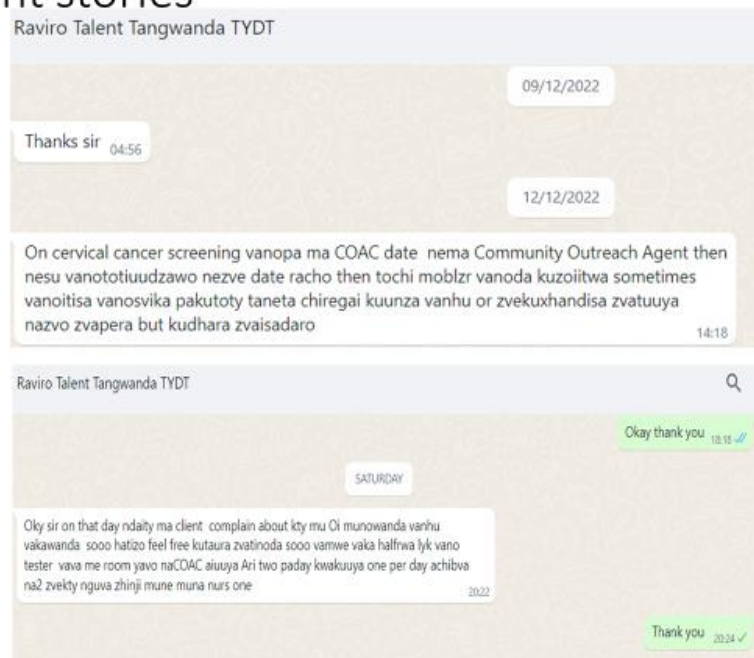 nt stories
Raviro Talent Tangwanda TYDT
09/12/2022
Thanks sir 04:56
12/12/2022
On cervical cancer screening vanopa ma COAC date nema Community Outreach Agent then
nesu vanototiuudzawo nezve date racho then tochi moblzr vanoda kuzoiitwa sometimes
vanoitisa vanosvika pakutoty taneta chiregai kuunza vanhu or zvekuxhandisa zvatuuya
nazvo zvapera but kudhara zvaisadaro
14:18
Raviro Talent Tangwanda TYDT
Okay thank you 18:18
SATURDAY
Oky sir on that day ndaity ma client complain about kty mu Oi munowanda vanhu
vakawanda sooo hatizo feel free kutaura zvatinoda sooo vamwe vaka halfrwa lyk vano
tester vava me room yavo naCOAC aiuuya Ari two paday kwakuuya one per day achibva
na2 zvekty nguva zhinji mune muna nurs one
20:22
Thank you 20:24